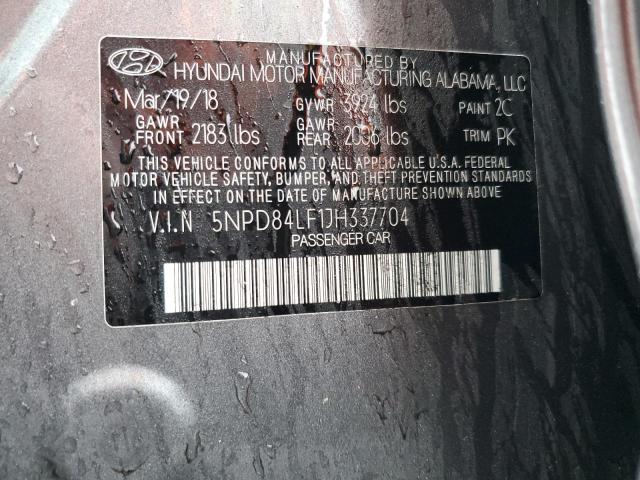 MANUFACTURED BY
HYUNDAI MOTOR MANUFACTURING ALABAMA, LLC
Mar/19/18 GVWR 3924 lbs PAINT 2C
GAWR FRONT 2183 lbs GAWR REAR 2036 lbs TRIM PK
THIS VEHICLE CONFORMS TO ALL APPLICABLE U.S.A. FEDERAL
MOTOR VEHICLE SAFETY, BUMPER, AND THEFT PREVENTION STANDARDS
IN EFFECT ON THE DATE OF MANUFACTURE SHOWN ABOVE
V.I.N 5NPD84LF1JH337704
PASSENGER CAR